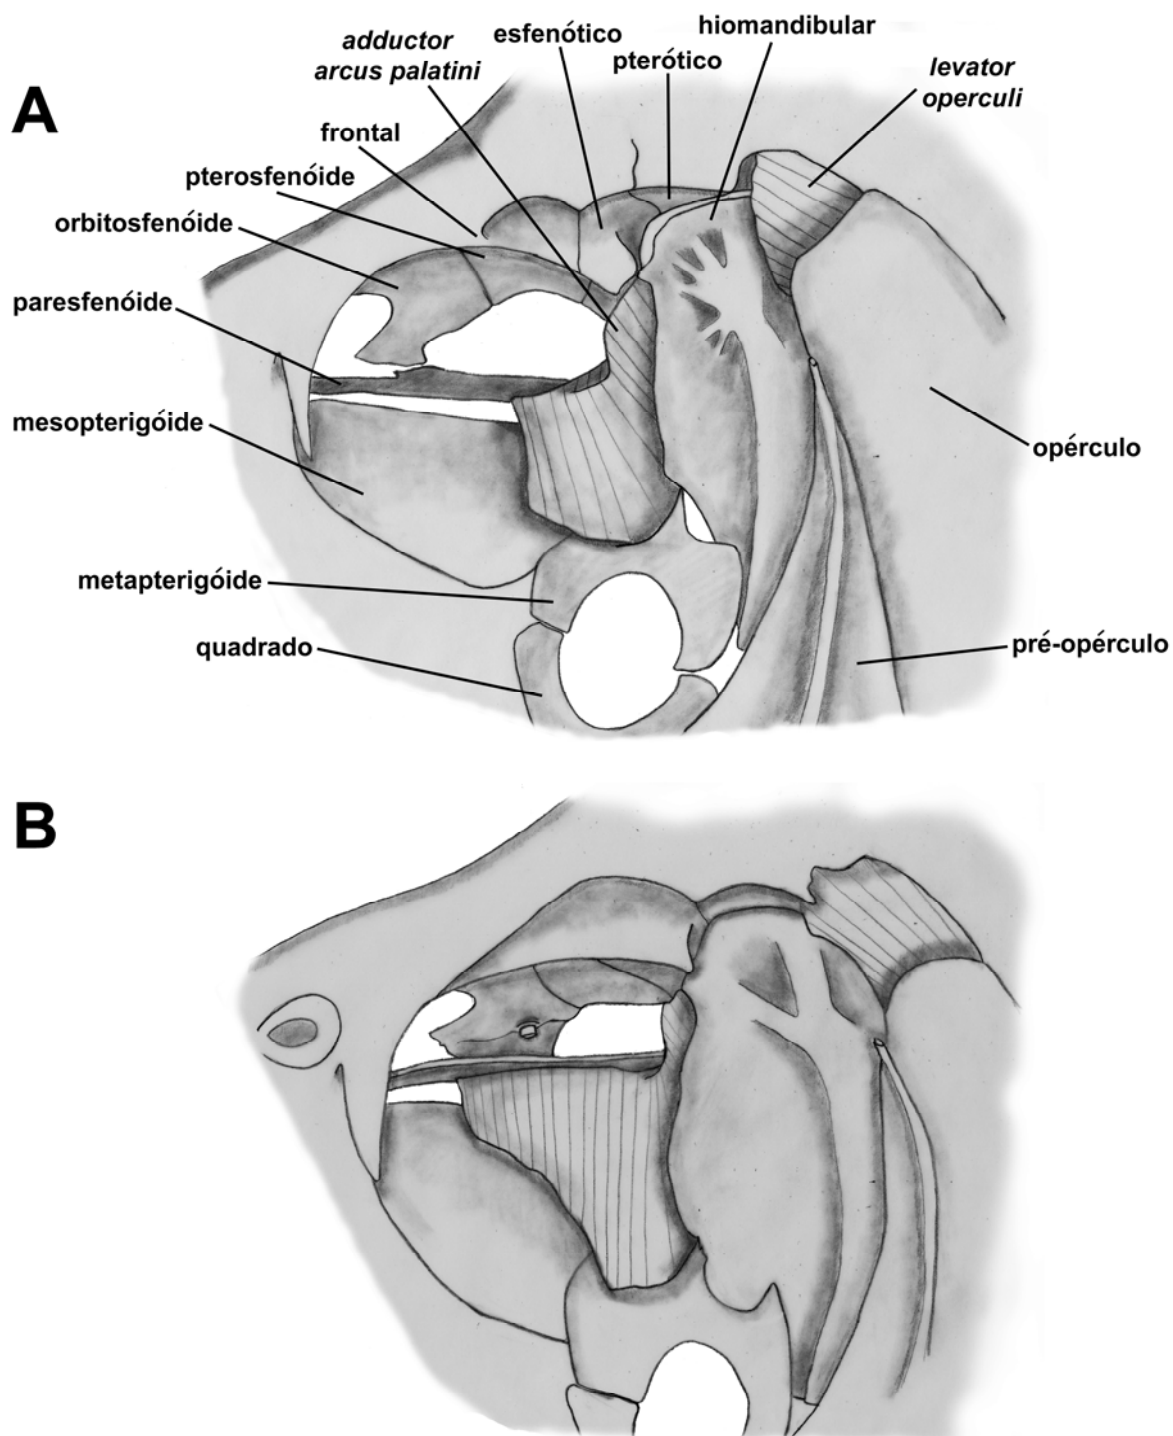 A
adductor
arcus palatini
esfenótico
hiomandibular
pterótico
levator
operculi
frontal
pterosfenóide
orbitosfenóide
paresfenóide
mesopterigóide
opérculo
metapterigóide
quadrado
pré-opérculo
B